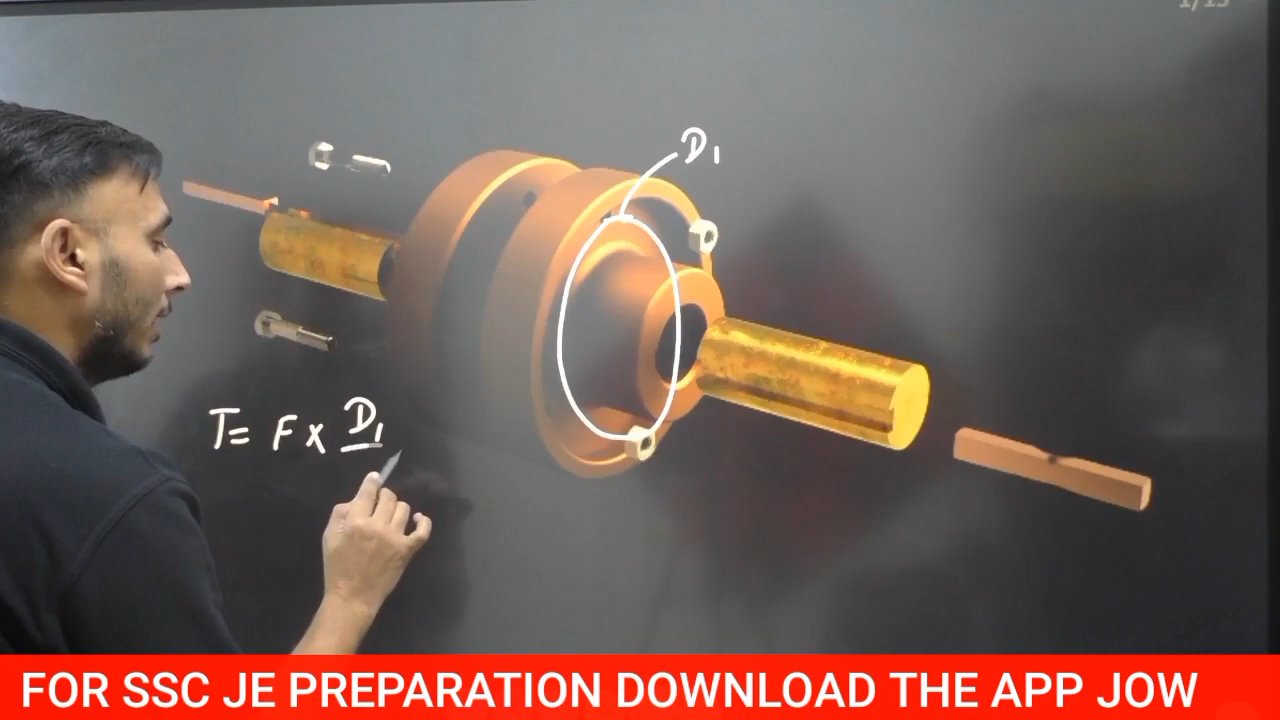 D1
T= F x D1
FOR SSC JE PREPARATION DOWNLOAD THE APP JOW